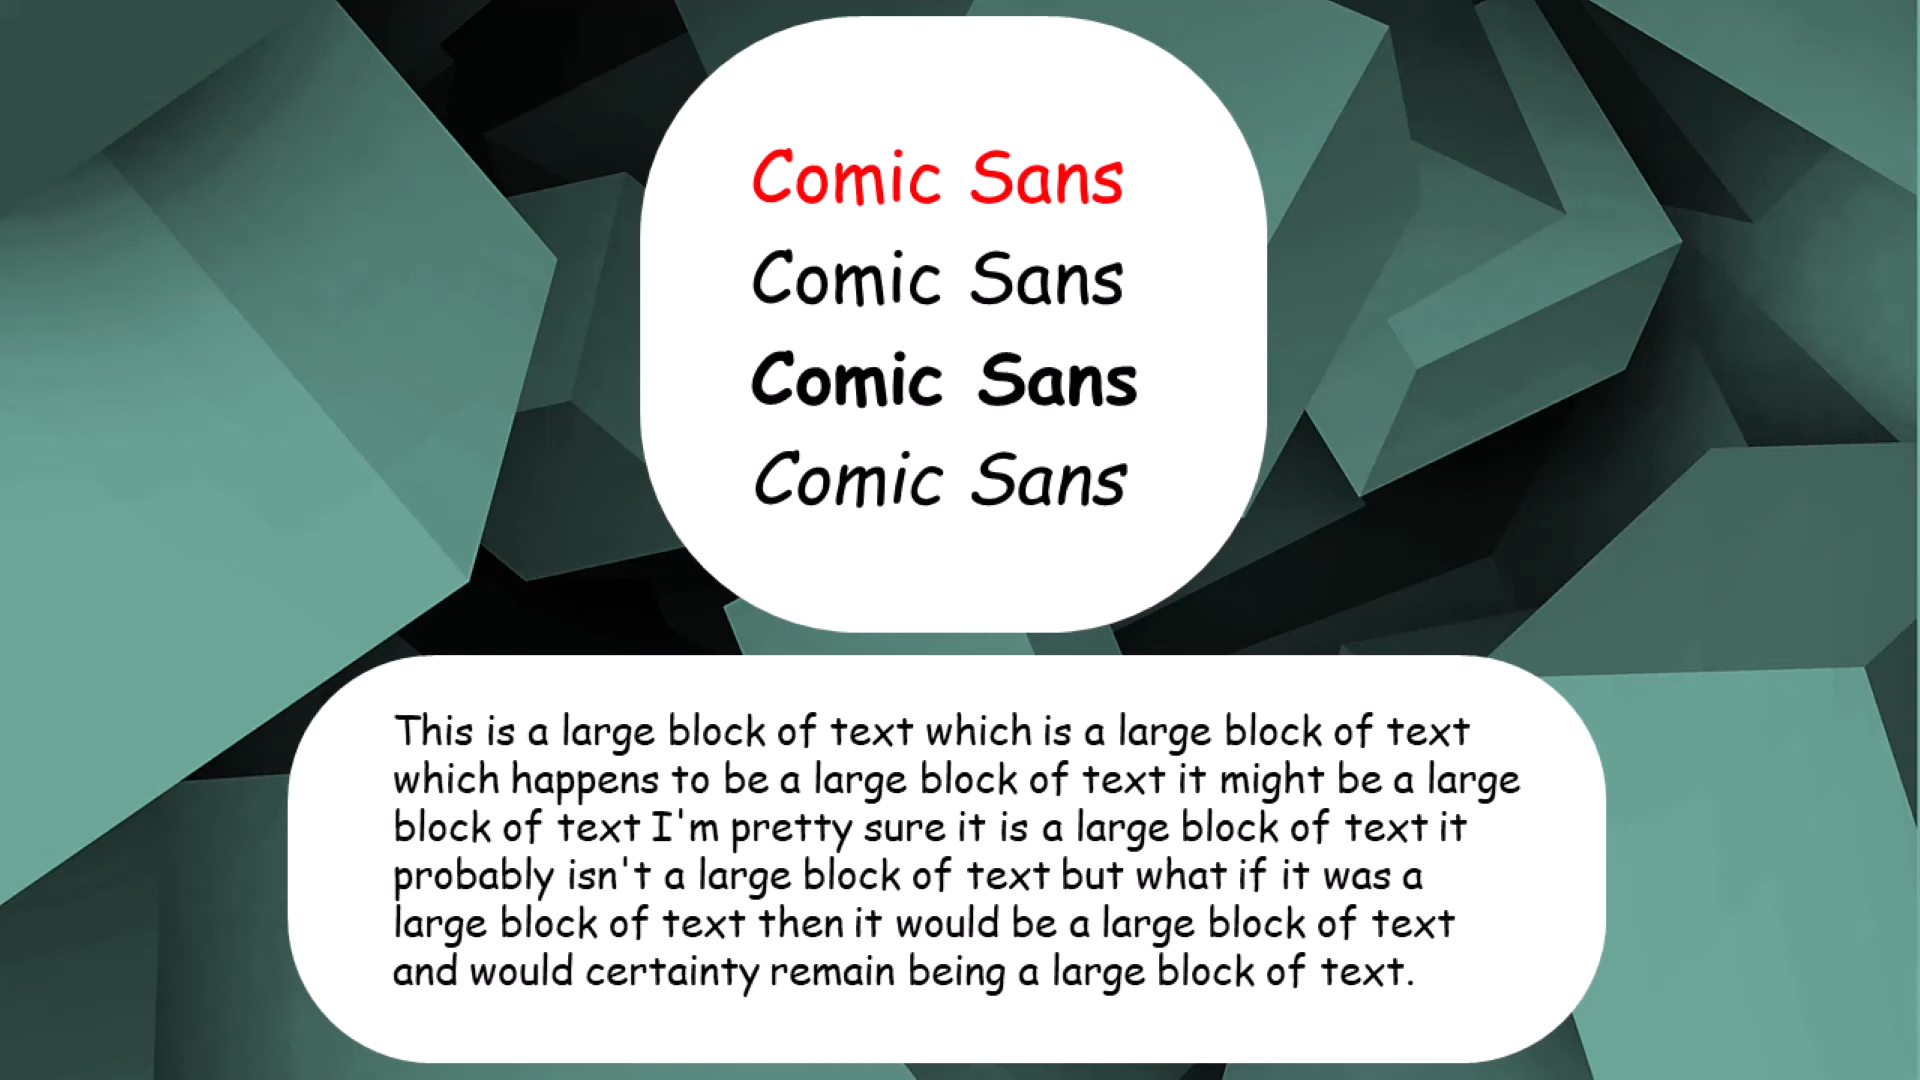 Comic Sans
Comic Sans
Comic Sans
Comic Sans
This is a large block of text which is a large block of text
which happens to be a large block of text it might be a large
block of text I'm pretty sure it is a large block of text it
probably isn't a large block of text but what if it was a
large block of text then it would be a large block of text
and would certainty remain being a large block of text.